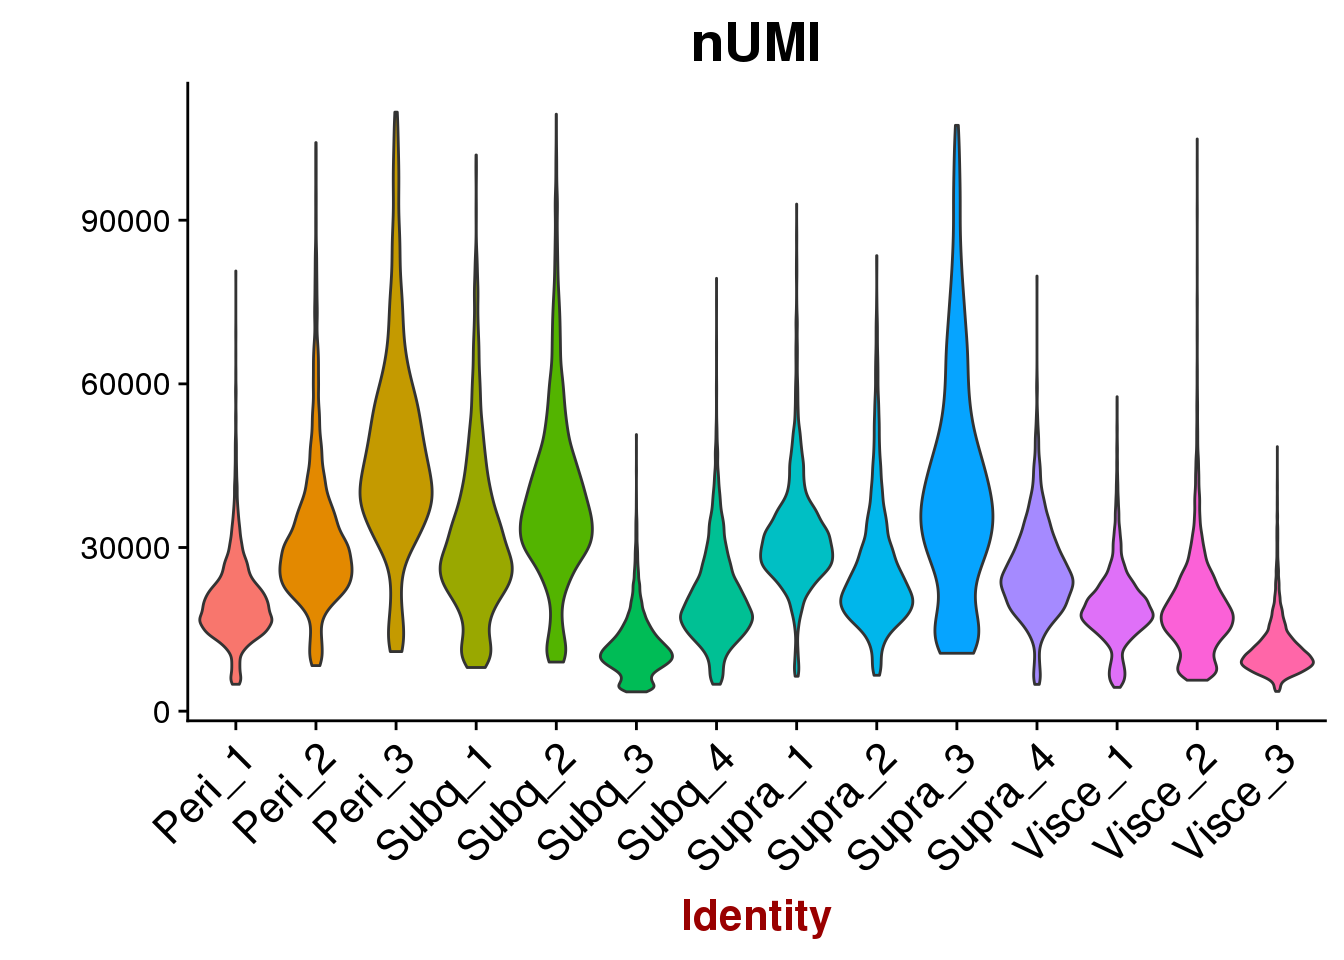 nUMI
90000
60000
30000
0
Peri_1
Peri_2
Peri_3
Subq_1
Subq_2
Subq_3
Subq_4
Supra_1
Supra_2
Supra_3
Supra_4
Visce_1
Visce_2
Visce_3
Identity